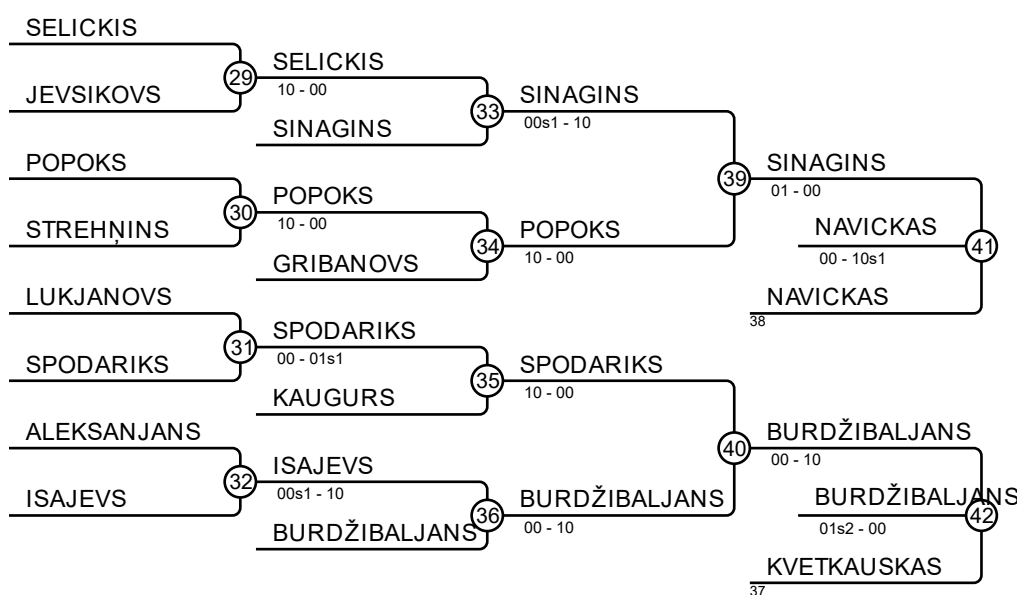 SELICKIS
JEVSIKOVS
29
SELICKIS
10 - 00
SINAGINS
33
SINAGINS
00s1 - 10
POPOKS
STREHŅINS
30
POPOKS
10 - 00
GRIBANOVS
34
POPOKS
10 - 00
39
SINAGINS
01 - 00
NAVICKAS
00 - 10s1
41
NAVICKAS
38
LUKJANOVS
SPODARIKS
31
SPODARIKS
00 - 01s1
KAUGURS
35
SPODARIKS
10 - 00
ALEKSANJANS
ISAJEVS
32
ISAJEVS
00s1 - 10
BURDŽIBALJANS
36
BURDŽIBALJANS
00 - 10
40
BURDŽIBALJANS
00 - 10
BURDŽIBALJANS
01s2 - 00
42
KVETKAUSKAS
37